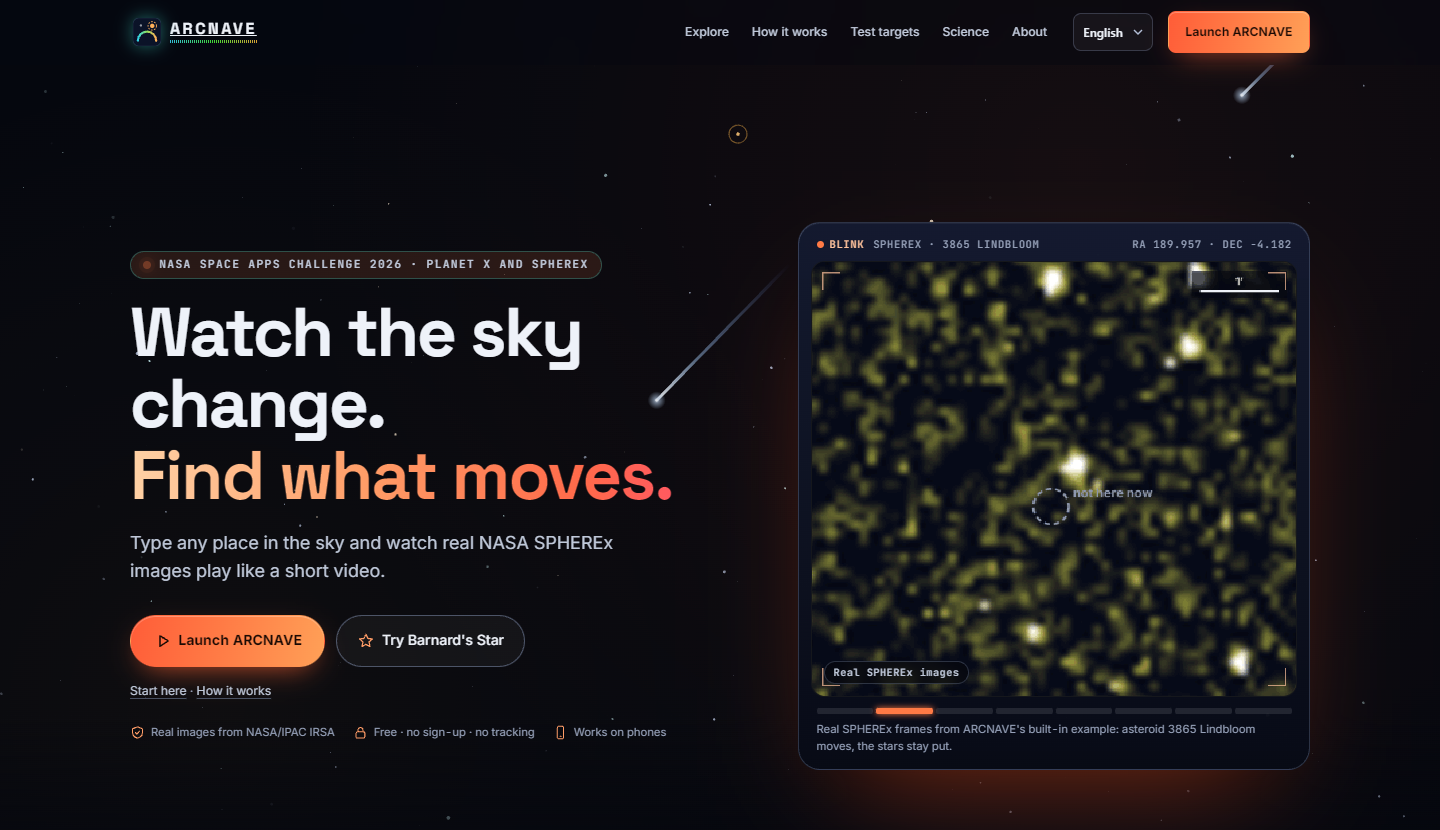 ARCNAVE
Explore
How it works
Test targets
Science
About
English
Launch ARCNAVE
NASA SPACE APPS CHALLENGE 2026 · PLANET X AND SPHEREX
Watch the sky
change.
Find what moves.
Type any place in the sky and watch real NASA SPHEREx
images play like a short video.
Launch ARCNAVE
Try Barnard's Star
Start here · How it works
Real images from NASA/IPAC IRSA
Free · no sign-up · no tracking
Works on phones
BLINK SPHEREX · 3865 LINDBLOOM
RA 189.957 · DEC -4.182
1'
not here now
Real SPHEREx images
Real SPHEREx frames from ARCNAVE's built-in example: asteroid 3865 Lindbloom
moves, the stars stay put.